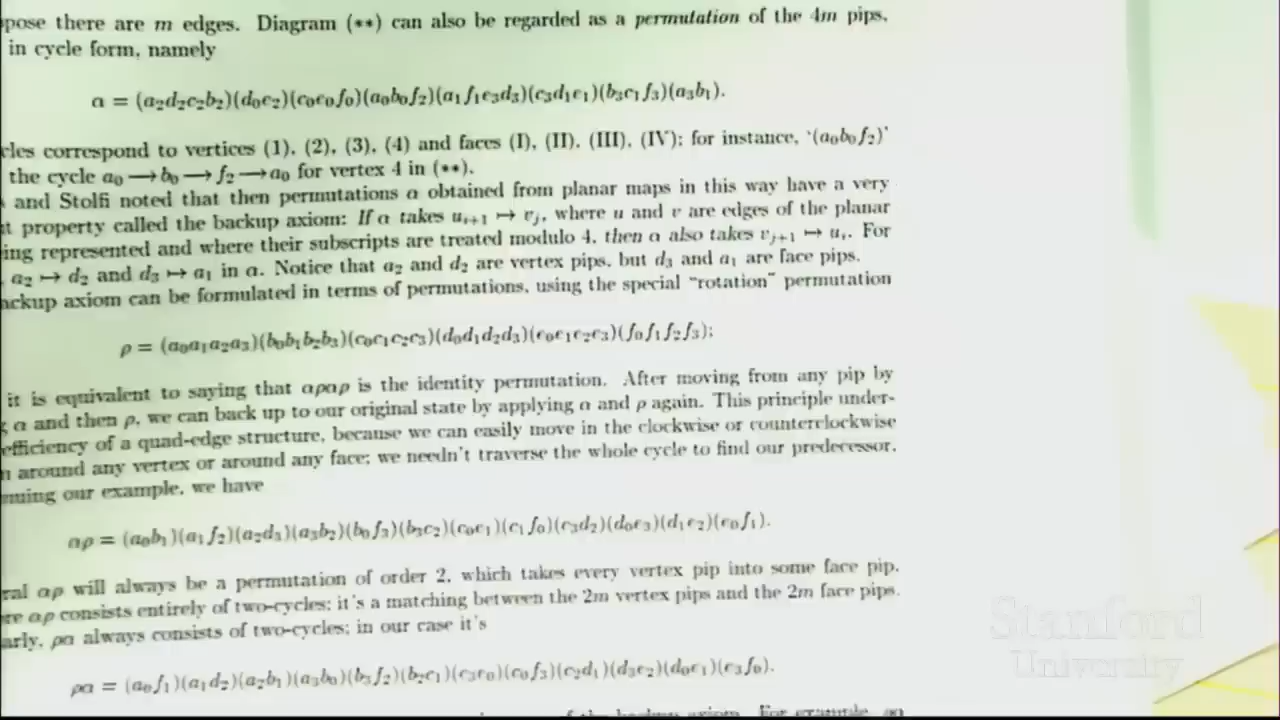 pose there are m edges. Diagram (**) can also be regarded as a permutation of the 4m pips,
in cycle form, namely
α = (a₂d₂c₂b₂)(d₀e₂)(c₀e₀f₀)(a₀b₀f₂)(a₁f₁e₃d₃)(c₃d₁e₁)(b₃c₁f₃)(a₃b₁).
cles correspond to vertices (1), (2), (3), (4) and faces (I), (II), (III), (IV); for instance, '(a₀b₀f₂)'
the cycle a₀ → b₀ → f₂ → a₀ for vertex 4 in (**).
and Stolfi noted that then permutations α obtained from planar maps in this way have a very
t property called the backup axiom: If α takes uᵢ₊₁ ↦ vⱼ, where u and v are edges of the planar
ing represented and where their subscripts are treated modulo 4, then α also takes vⱼ₊₁ ↦ uᵢ. For
a₂ ↦ d₂ and d₃ ↦ a₁ in α. Notice that a₂ and d₂ are vertex pips, but d₃ and a₁ are face pips.
ackup axiom can be formulated in terms of permutations, using the special "rotation" permutation
ρ = (a₀a₁a₂a₃)(b₀b₁b₂b₃)(c₀c₁c₂c₃)(d₀d₁d₂d₃)(e₀e₁e₂e₃)(f₀f₁f₂f₃);
it is equivalent to saying that αραρ is the identity permutation. After moving from any pip by
g α and then ρ, we can back up to our original state by applying α and ρ again. This principle under-
efficiency of a quad-edge structure, because we can easily move in the clockwise or counterclockwise
n around any vertex or around any face; we needn't traverse the whole cycle to find our predecessor.
nuing our example, we have
αρ = (a₀b₁)(a₁f₂)(a₂d₃)(a₃b₂)(b₀f₃)(b₃c₂)(c₀e₁)(c₁f₀)(c₃d₂)(d₀e₃)(d₁e₂)(e₀f₁).
ral αρ will always be a permutation of order 2, which takes every vertex pip into some face pip.
re αρ consists entirely of two-cycles; it's a matching between the 2m vertex pips and the 2m face pips.
arly, ρα always consists of two-cycles; in our case it's
ρα = (a₀f₁)(a₁d₂)(a₂b₁)(a₃b₀)(b₃f₂)(b₂c₁)(c₃e₀)(c₀f₃)(c₂d₁)(d₃e₂)(d₀e₁)(e₃f₀).
of the backup axiom. For example, an
Stanford
University